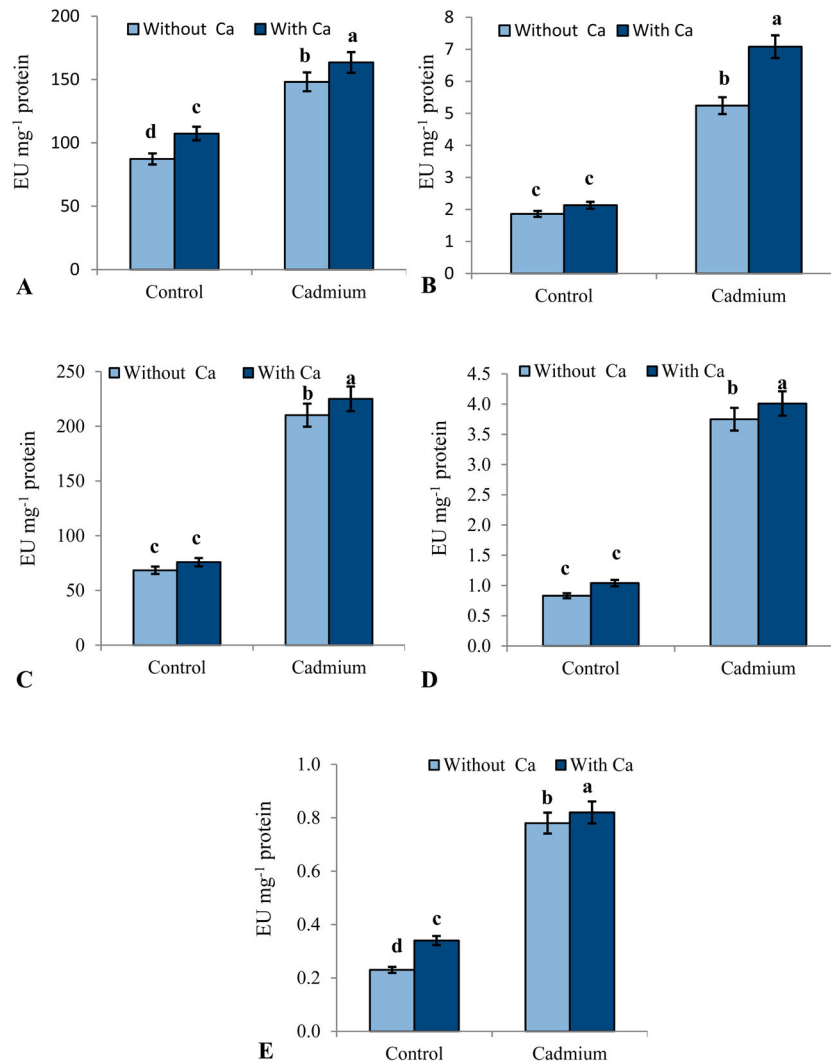 Without Ca With Ca
EU mg-1 protein
200
150
100
50
0
d
c
b
a
Control Cadmium
A
Without Ca With Ca
EU mg-1 protein
8
7
6
5
4
3
2
1
0
c
c
b
a
Control Cadmium
B
Without Ca With Ca
EU mg-1 protein
250
200
150
100
50
0
c
c
b
a
Control Cadmium
C
Without Ca With Ca
EU mg-1 protein
4.5
4.0
3.5
3.0
2.5
2.0
1.5
1.0
0.5
0.0
c
c
b
a
Control Cadmium
D
Without Ca With Ca
EU mg-1 protein
1.0
0.8
0.6
0.4
0.2
0.0
d
c
b
a
Control Cadmium
E